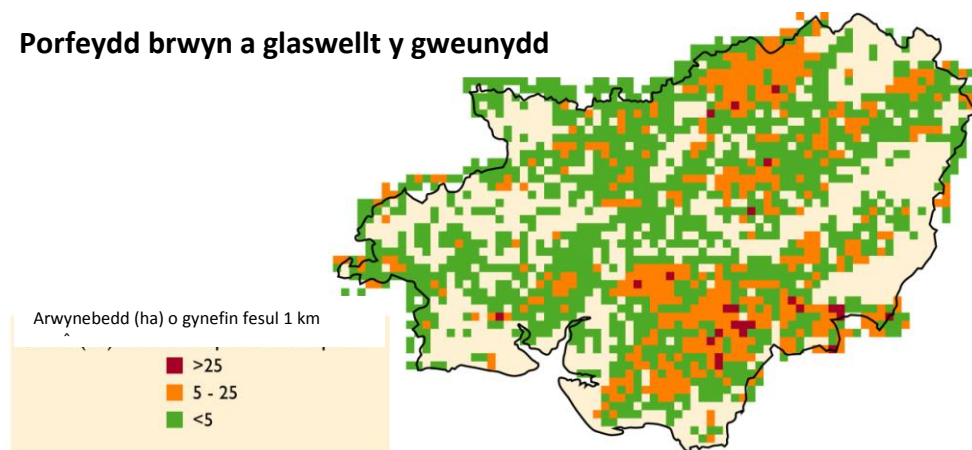 Porfeydd brwyn a glaswellt y gweunydd
Arwynebedd (ha) o gynefin fesul 1 km
>25
5 - 25
<5